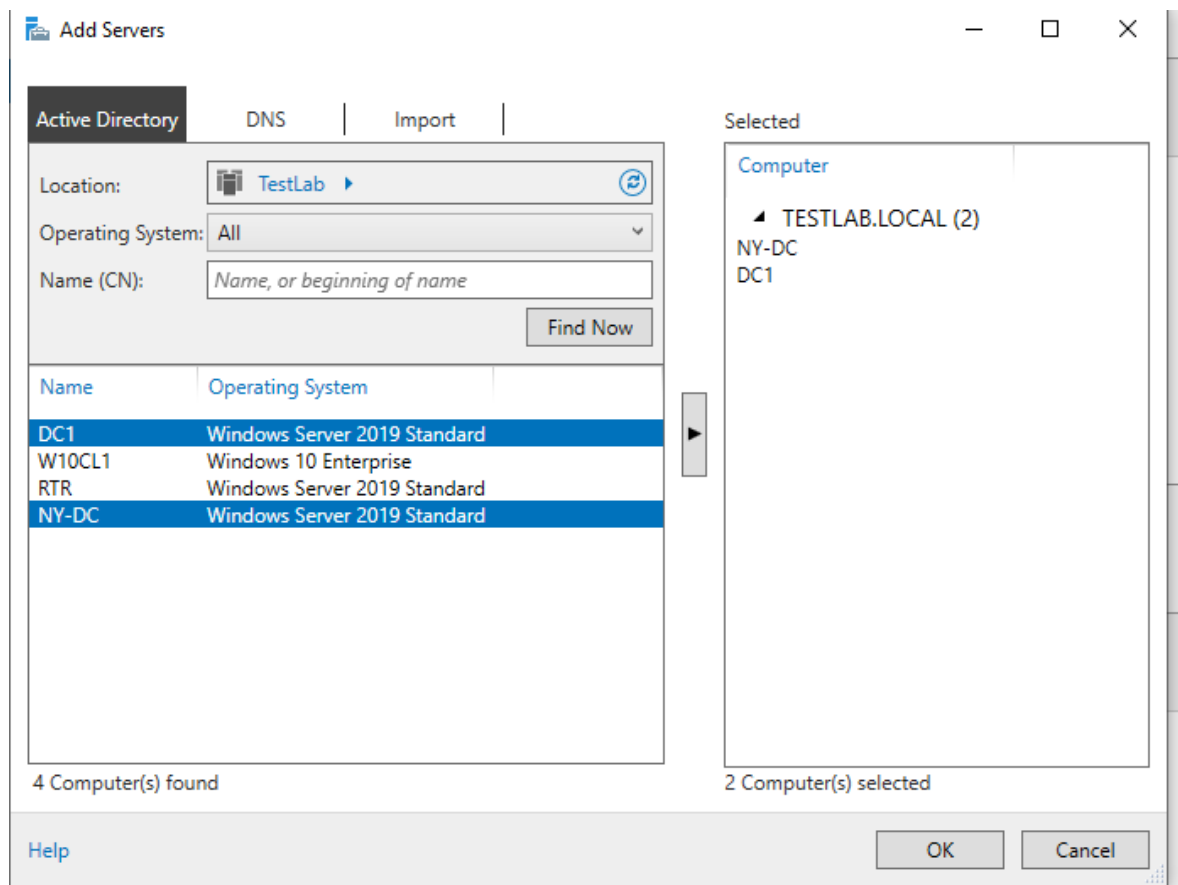 Add Servers
Active Directory DNS Import
Location: TestLab
Operating System: All
Name (CN): Name, or beginning of name
Find Now
Name Operating System
DC1 Windows Server 2019 Standard
W10CL1 Windows 10 Enterprise
RTR Windows Server 2019 Standard
NY-DC Windows Server 2019 Standard
4 Computer(s) found
Selected
Computer
TESTLAB.LOCAL (2)
NY-DC
DC1
2 Computer(s) selected
Help
OK Cancel